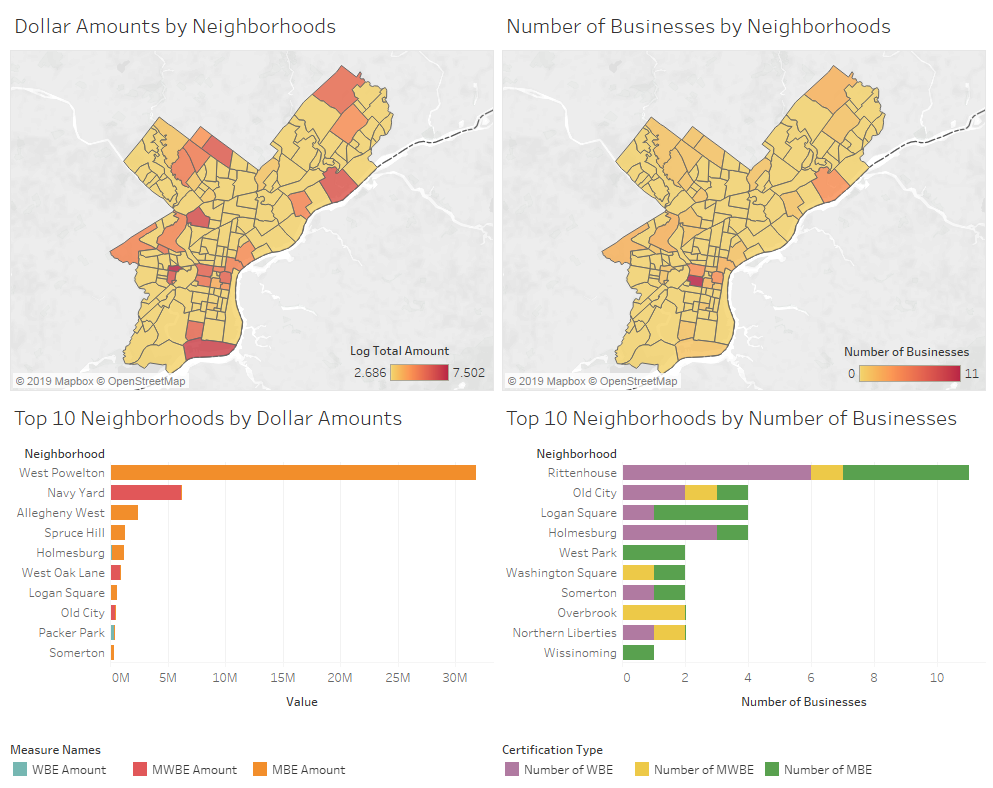 Dollar Amounts by Neighborhoods
Number of Businesses by Neighborhoods
Log Total Amount
2.686 7.502
© 2019 Mapbox © OpenStreetMap
Number of Businesses
0 11
© 2019 Mapbox © OpenStreetMap
Top 10 Neighborhoods by Dollar Amounts
Neighborhood
West Powelton
Navy Yard
Allegheny West
Spruce Hill
Holmesburg
West Oak Lane
Logan Square
Old City
Packer Park
Somerton
0M 5M 10M 15M 20M 25M 30M
Value
Measure Names
WBE Amount MWBE Amount MBE Amount
Top 10 Neighborhoods by Number of Businesses
Neighborhood
Rittenhouse
Old City
Logan Square
Holmesburg
West Park
Washington Square
Somerton
Overbrook
Northern Liberties
Wissinoming
0 2 4 6 8 10
Number of Businesses
Certification Type
Number of WBE Number of MWBE Number of MBE